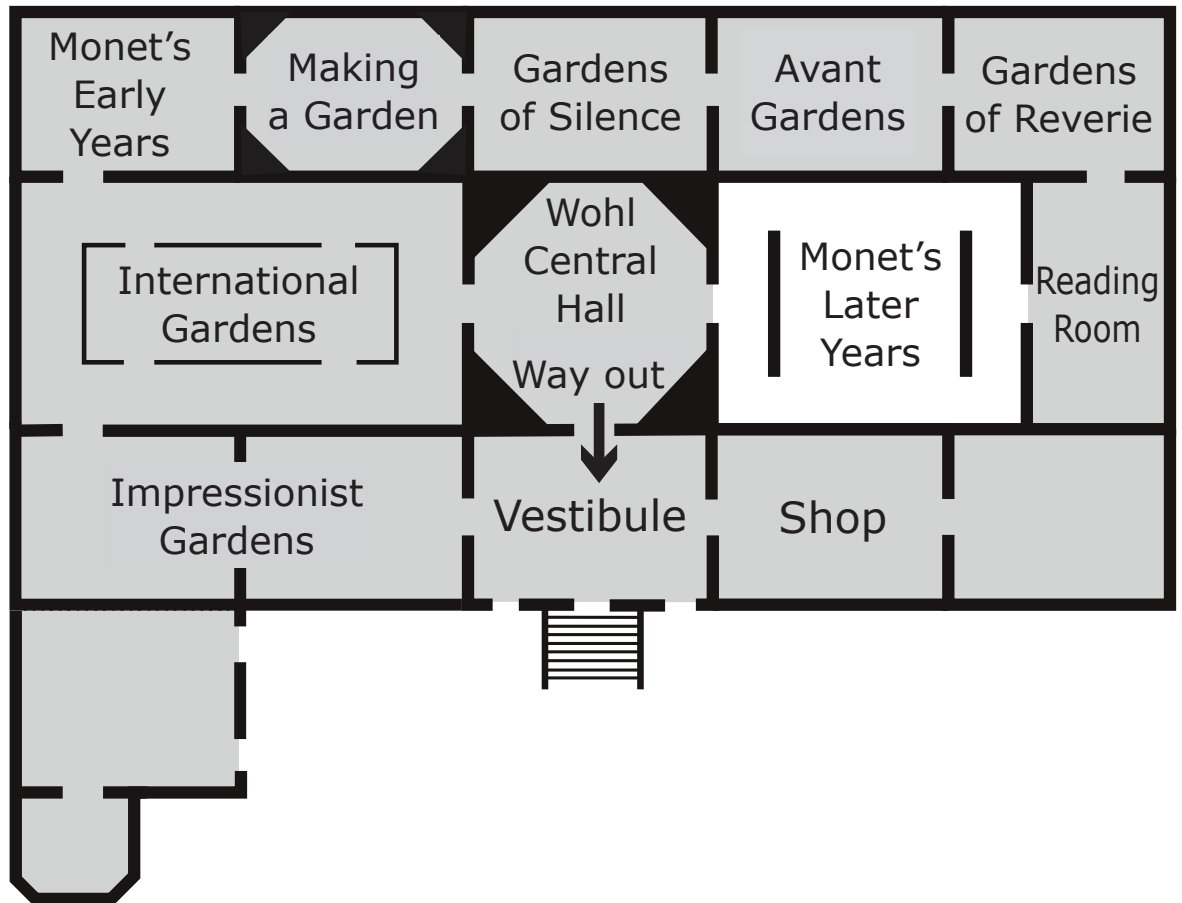 Monet’s
Early
Years
Making
a Garden
Gardens
of Silence
Avant
Gardens
Gardens
of Reverie
International
Gardens
Wohl
Central
Hall
Way out
Monet’s
Later
Years
Reading
Room
Impressionist
Gardens
Vestibule
Shop